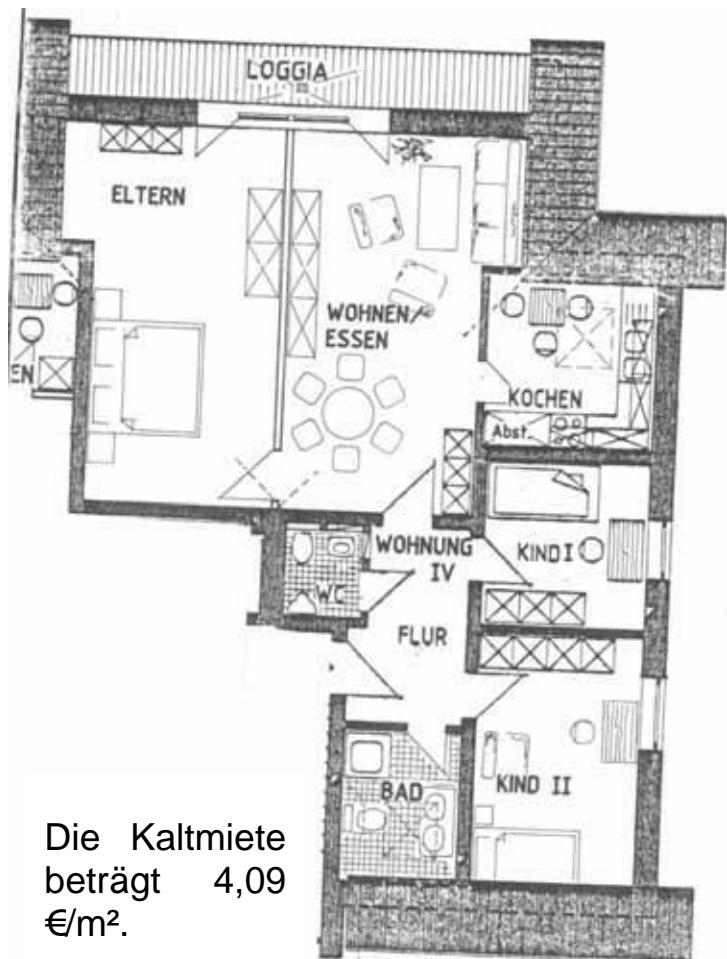 LOGGIA
ELTERN
WOHNEN/
ESSEN
EN
KOCHEN
Abst.
WOHNUNG
IV
KIND I
WC
FLUR
BAD
KIND II
Die Kaltmiete
beträgt 4,09
€/m².